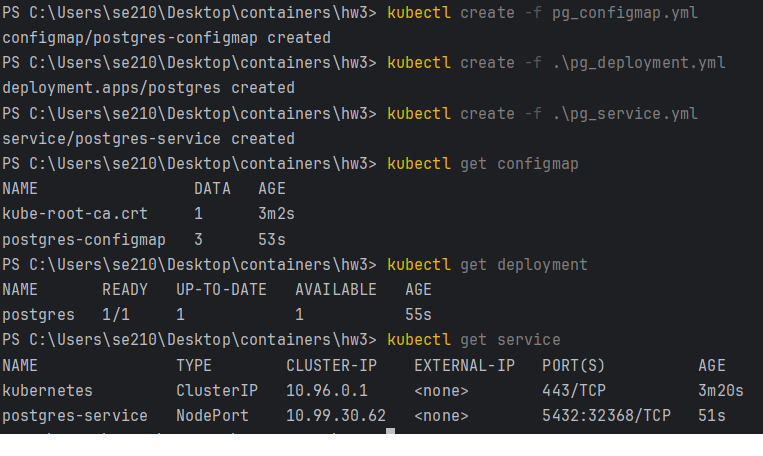 PS C:\Users\se210\Desktop\containers\hw3> kubectl create -f pg_configmap.yml
configmap/postgres-configmap created
PS C:\Users\se210\Desktop\containers\hw3> kubectl create -f .\pg_deployment.yml
deployment.apps/postgres created
PS C:\Users\se210\Desktop\containers\hw3> kubectl create -f .\pg_service.yml
service/postgres-service created
PS C:\Users\se210\Desktop\containers\hw3> kubectl get configmap
NAME                 DATA   AGE
kube-root-ca.crt     1      3m2s
postgres-configmap   3      53s
PS C:\Users\se210\Desktop\containers\hw3> kubectl get deployment
NAME       READY   UP-TO-DATE   AVAILABLE   AGE
postgres   1/1     1            1           55s
PS C:\Users\se210\Desktop\containers\hw3> kubectl get service
NAME               TYPE        CLUSTER-IP    EXTERNAL-IP   PORT(S)          AGE
kubernetes         ClusterIP   10.96.0.1     <none>        443/TCP          3m20s
postgres-service   NodePort    10.99.30.62   <none>        5432:32368/TCP   51s